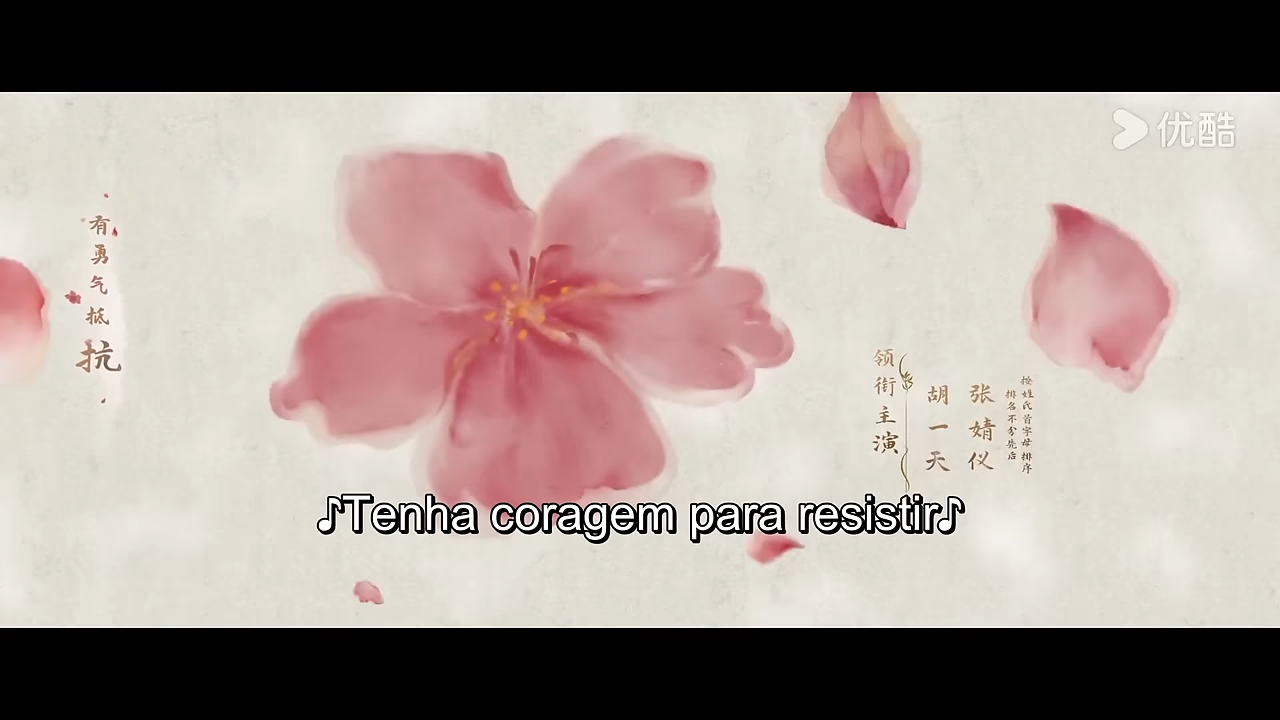 优酷
有勇气抵抗
领衔主演
胡一天
张婧仪
按姓氏首字母排序
排名不分先后
♪Tenha coragem para resistir♪